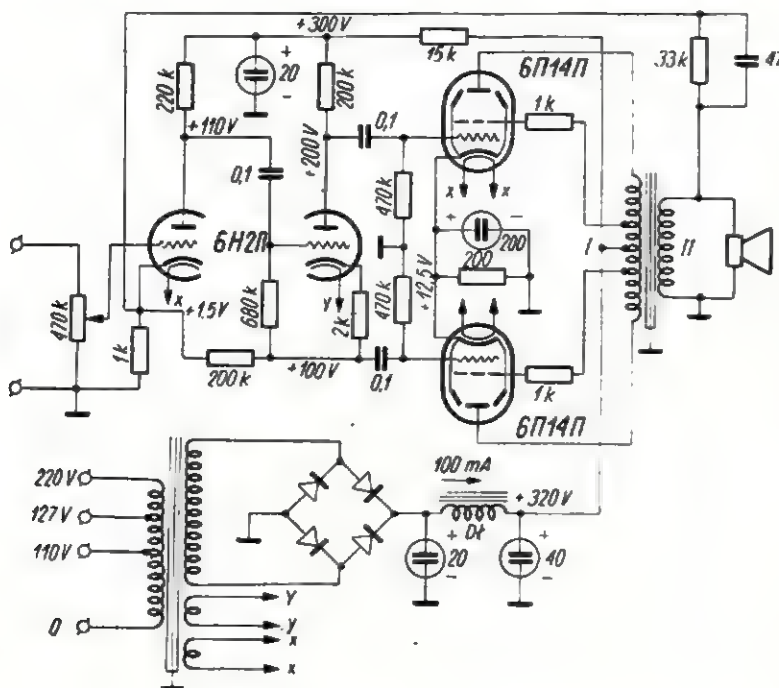 +300V
15k
6П14П
33k
47
220k
+
20
-
200k
+110V
0,1
+200V
0,1
1k
x
x
470k
+
-
200
200
I
II
6Н2П
x
Y
470k
+1,5V
1k
680k
2k
470k
+12,5V
200k
+100V
0,1
1k
6П14П
220V
127V
110V
0
100 mA
+320V
Dł
+
20
-
+
40
-
Y
y
x
x